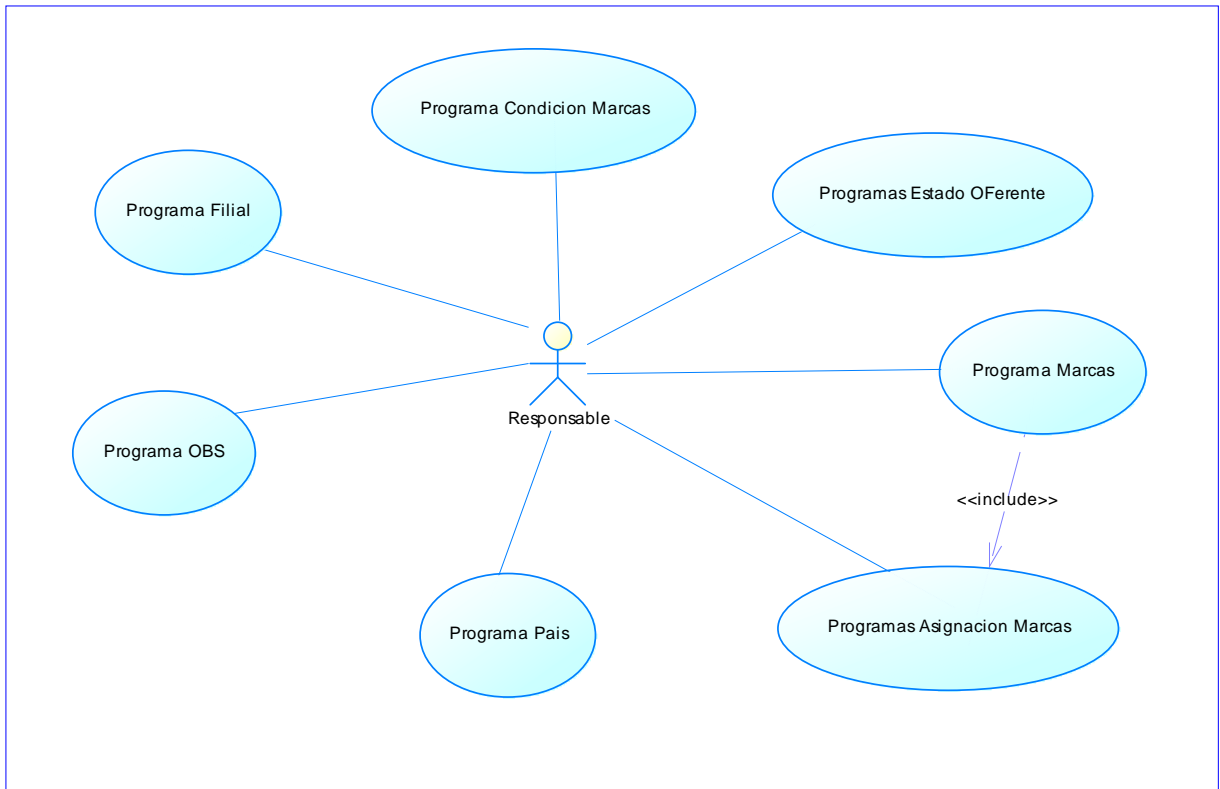 Programa Condicion Marcas
Programas Estado OFerente
Programa Filial
Programa Marcas
Responsable
Programa OBS
<<include>>
Programa Pais
Programas Asignacion Marcas